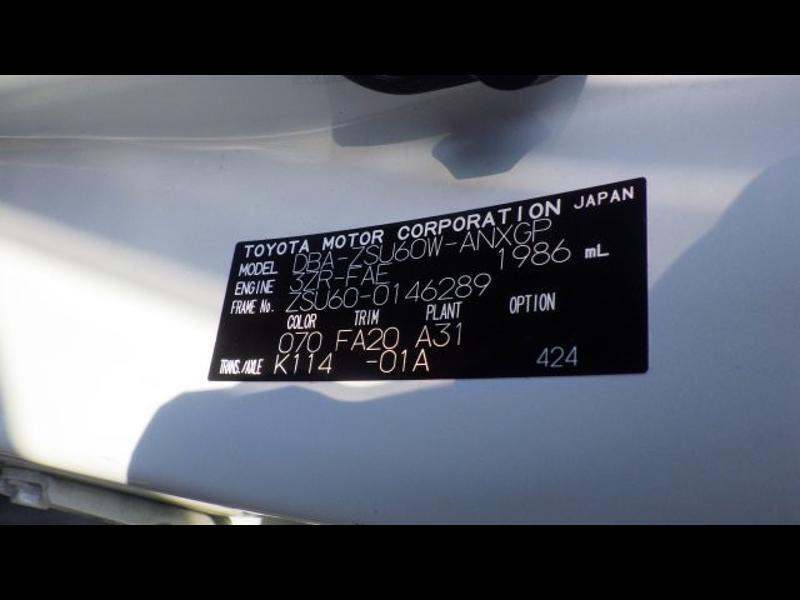 TOYOTA MOTOR CORPORATION JAPAN
MODEL DBA-ZSU60W-ANXGP
ENGINE 3ZR-FAE 1986 mL
FRAME No. ZSU60-0146289
COLOR TRIM PLANT OPTION
070 FA20 A31
TRANS./AXLE K114 -01A 424